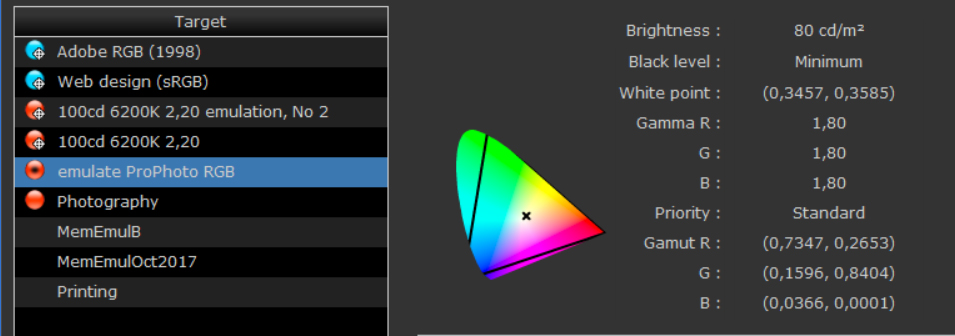 Target
Adobe RGB (1998)
Web design (sRGB)
100cd 6200K 2,20 emulation, No 2
100cd 6200K 2,20
emulate ProPhoto RGB
Photography
MemEmulB
MemEmulOct2017
Printing
Brightness : 80 cd/m²
Black level : Minimum
White point : (0,3457, 0,3585)
Gamma R : 1,80
G : 1,80
B : 1,80
Priority : Standard
Gamut R : (0,7347, 0,2653)
G : (0,1596, 0,8404)
B : (0,0366, 0,0001)